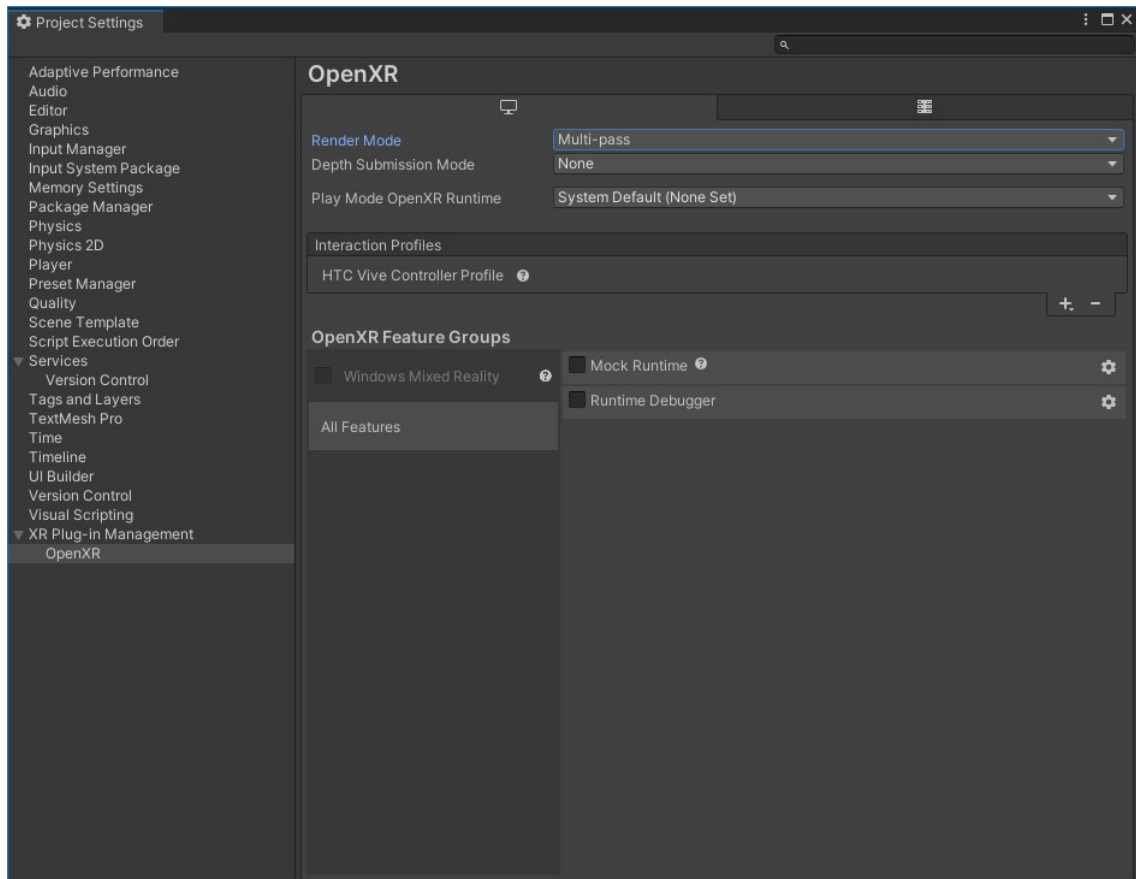 Project Settings
Adaptive Performance
Audio
Editor
Graphics
Input Manager
Input System Package
Memory Settings
Package Manager
Physics
Physics 2D
Player
Preset Manager
Quality
Scene Template
Script Execution Order
Services
Version Control
Tags and Layers
TextMesh Pro
Time
Timeline
UI Builder
Version Control
Visual Scripting
XR Plug-in Management
OpenXR
OpenXR
Render Mode Multi-pass
Depth Submission Mode None
Play Mode OpenXR Runtime System Default (None Set)
Interaction Profiles
HTC Vive Controller Profile
OpenXR Feature Groups
Windows Mixed Reality
All Features
Mock Runtime
Runtime Debugger